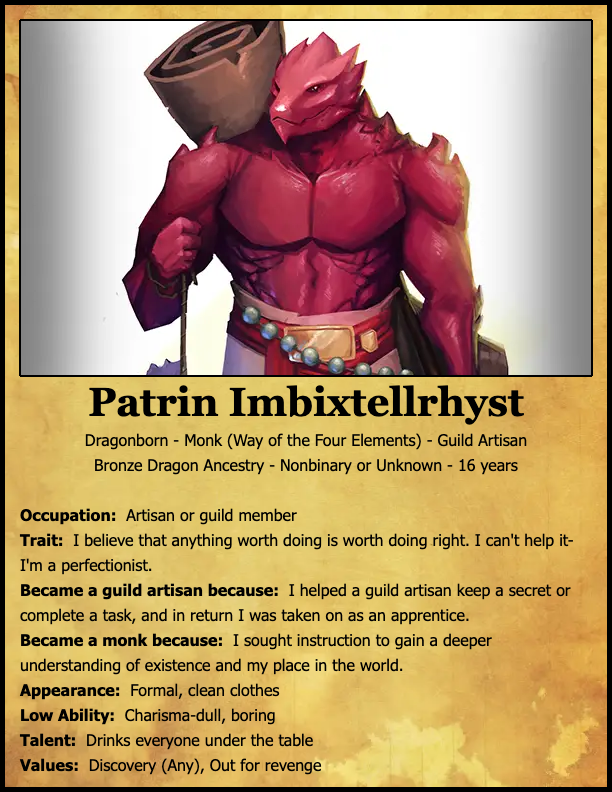 Patrin Imbixtellrhyst
Dragonborn - Monk (Way of the Four Elements) - Guild Artisan
Bronze Dragon Ancestry - Nonbinary or Unknown - 16 years
Occupation: Artisan or guild member
Trait: I believe that anything worth doing is worth doing right. I can't help it-
I'm a perfectionist.
Became a guild artisan because: I helped a guild artisan keep a secret or
complete a task, and in return I was taken on as an apprentice.
Became a monk because: I sought instruction to gain a deeper
understanding of existence and my place in the world.
Appearance: Formal, clean clothes
Low Ability: Charisma-dull, boring
Talent: Drinks everyone under the table
Values: Discovery (Any), Out for revenge